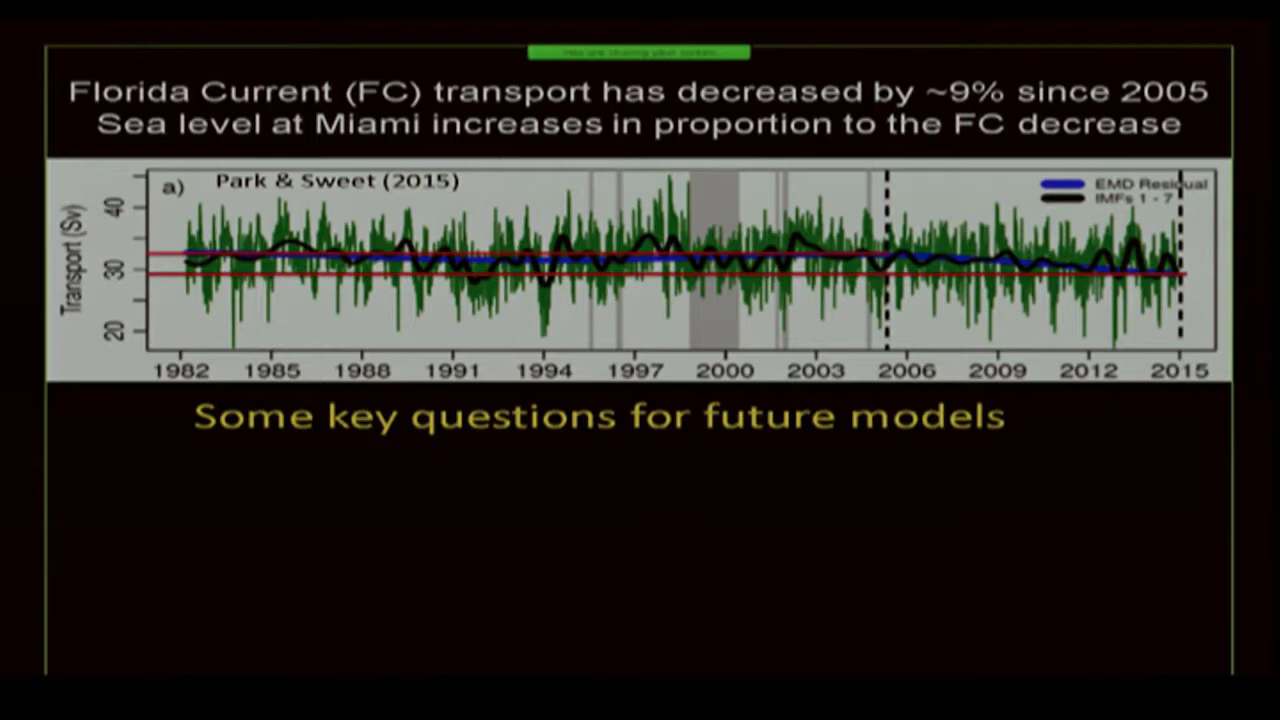 Florida Current (FC) transport has decreased by ~9% since 2005
Sea level at Miami increases in proportion to the FC decrease
a) Park & Sweet (2015)
EMD Residual
IMFs 1 - 7
Transport (Sv)
40
30
20
1982 1985 1988 1991 1994 1997 2000 2003 2006 2009 2012 2015
Some key questions for future models